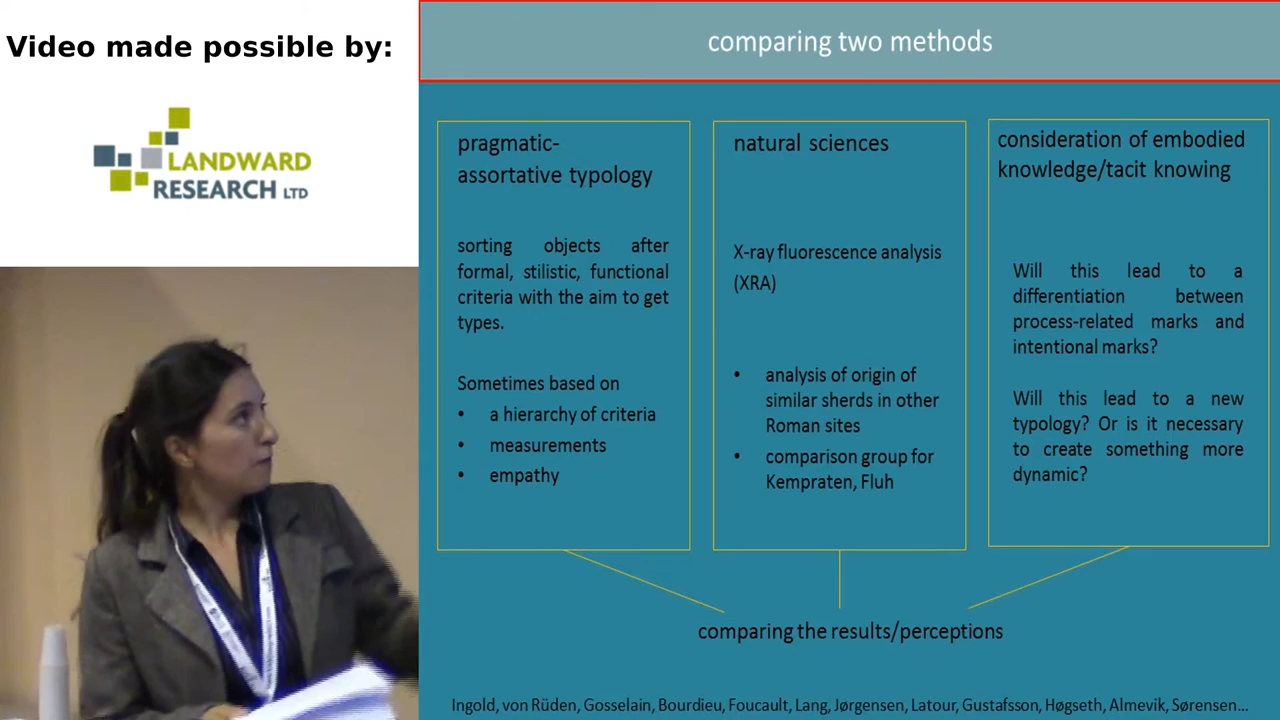 Video made possible by:
LANDWARD
RESEARCH LTD
comparing two methods
pragmatic-
assortative typology
sorting objects after
formal, stilistic, functional
criteria with the aim to get
types.
Sometimes based on
• a hierarchy of criteria
• measurements
• empathy
natural sciences
X-ray fluorescence analysis
(XRA)
• analysis of origin of
similar sherds in other
Roman sites
• comparison group for
Kempraten, Fluh
consideration of embodied
knowledge/tacit knowing
Will this lead to a
differentiation between
process-related marks and
intentional marks?
Will this lead to a new
typology? Or is it necessary
to create something more
dynamic?
comparing the results/perceptions
Ingold, von Rüden, Gosselain, Bourdieu, Foucault, Lang, Jørgensen, Latour, Gustafsson, Høgseth, Almevik, Sørensen...